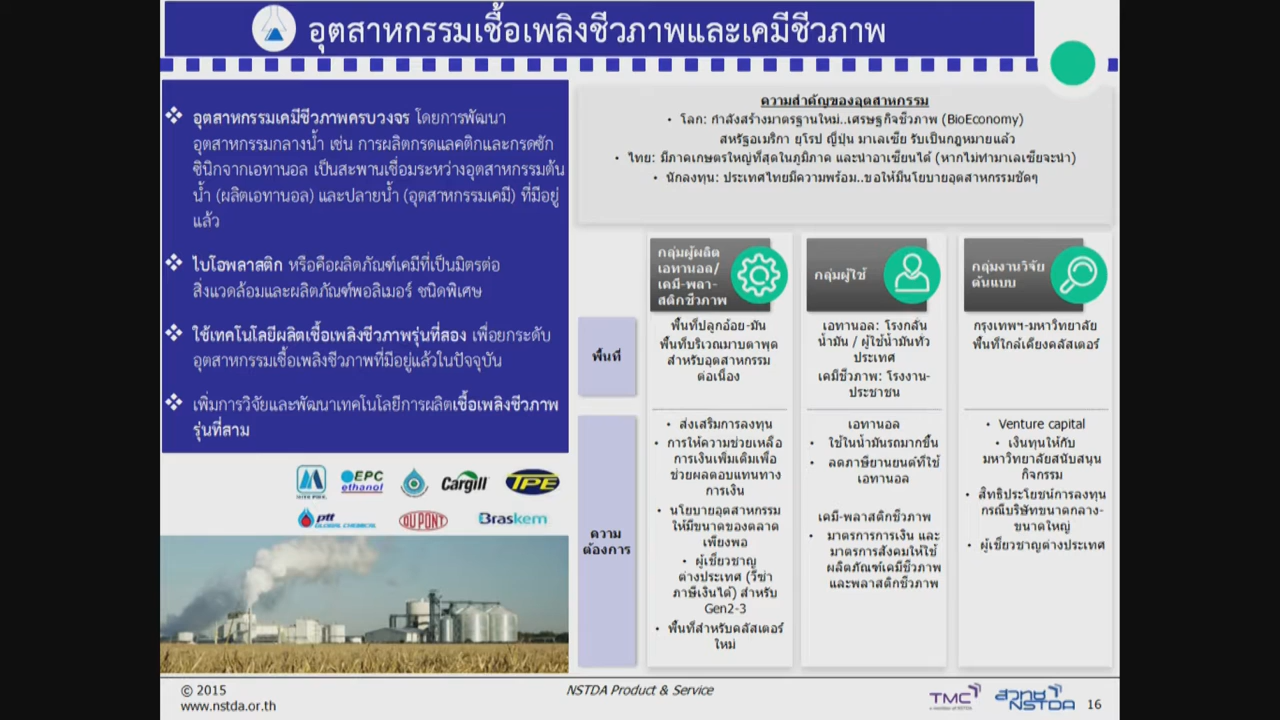 อุตสาหกรรมเชื้อเพลิงชีวภาพและเคมีชีวภาพ
❖ อุตสาหกรรมเคมีชีวภาพครบวงจร โดยการพัฒนา
อุตสาหกรรมกลางน้ำ เช่น การผลิตกรดแลคติกและกรดซัก
ซินิกจากเอทานอล เป็นสะพานเชื่อมระหว่างอุตสาหกรรมต้น
น้ำ (ผลิตเอทานอล) และปลายน้ำ (อุตสาหกรรมเคมี) ที่มีอยู่
แล้ว
❖ ไบโอพลาสติก หรือคือผลิตภัณฑ์เคมีที่เป็นมิตรต่อ
สิ่งแวดล้อมและผลิตภัณฑ์พอลิเมอร์ ชนิดพิเศษ
❖ ใช้เทคโนโลยีผลิตเชื้อเพลิงชีวภาพรุ่นที่สอง เพื่อยกระดับ
อุตสาหกรรมเชื้อเพลิงชีวภาพที่มีอยู่แล้วในปัจจุบัน
❖ เพิ่มการวิจัยและพัฒนาเทคโนโลยีการผลิตเชื้อเพลิงชีวภาพ
รุ่นที่สาม
EPC
ethanol
Cargill
TPE
ptt
GLOBAL CHEMICAL
DUPONT
Braskem
ความสำคัญของอุตสาหกรรม
• โลก: กำลังสร้างมาตรฐานใหม่..เศรษฐกิจชีวภาพ (BioEconomy)
สหรัฐอเมริกา ยุโรป ญี่ปุ่น มาเลเซีย รับเป็นกฎหมายแล้ว
• ไทย: มีภาคเกษตรใหญ่ที่สุดในภูมิภาค และนำอาเซียนได้ (หากไม่ทำมาเลเซียจะนำ)
• นักลงทุน: ประเทศไทยมีความพร้อม..ขอให้มีนโยบายอุตสาหกรรมชัดๆ
กลุ่มผู้ผลิต
เอทานอล/
เคมี-พลา-
สติกชีวภาพ
กลุ่มผู้ใช้
กลุ่มงานวิจัย
ต้นแบบ
พื้นที่
พื้นที่ปลูกอ้อย-มัน
พื้นที่บริเวณมาบตาพุด
สำหรับอุตสาหกรรม
ต่อเนื่อง
เอทานอล: โรงกลั่น
น้ำมัน / ผู้ใช้น้ำมันทั่ว
ประเทศ
เคมีชีวภาพ: โรงงาน-
ประชาชน
กรุงเทพฯ-มหาวิทยาลัย
พื้นที่ใกล้เคียงคลัสเตอร์
ความ
ต้องการ
• ส่งเสริมการลงทุน
• การให้ความช่วยเหลือ
การเงินเพิ่มเติมเพื่อ
ช่วยผลตอบแทนทาง
การเงิน
• นโยบายอุตสาหกรรม
ให้มีขนาดของตลาด
เพียงพอ
• ผู้เชี่ยวชาญ
ต่างประเทศ (วีซ่า
ภาษีเงินได้) สำหรับ
Gen2-3
• พื้นที่สำหรับคลัสเตอร์
ใหม่
เอทานอล
• ใช้ในน้ำมันรถมากขึ้น
• ลดภาษียานยนต์ที่ใช้
เอทานอล
เคมี-พลาสติกชีวภาพ
• มาตรการการเงิน และ
มาตรการสังคมให้ใช้
ผลิตภัณฑ์เคมีชีวภาพ
และพลาสติกชีวภาพ
• Venture capital
• เงินทุนให้กับ
มหาวิทยาลัยสนับสนุน
กิจกรรม
• สิทธิประโยชน์การลงทุน
กรณีบริษัทขนาดกลาง-
ขนาดใหญ่
• ผู้เชี่ยวชาญต่างประเทศ
© 2015
www.nstda.or.th
NSTDA Product & Service
TMC
สวทช
NSTDA
16